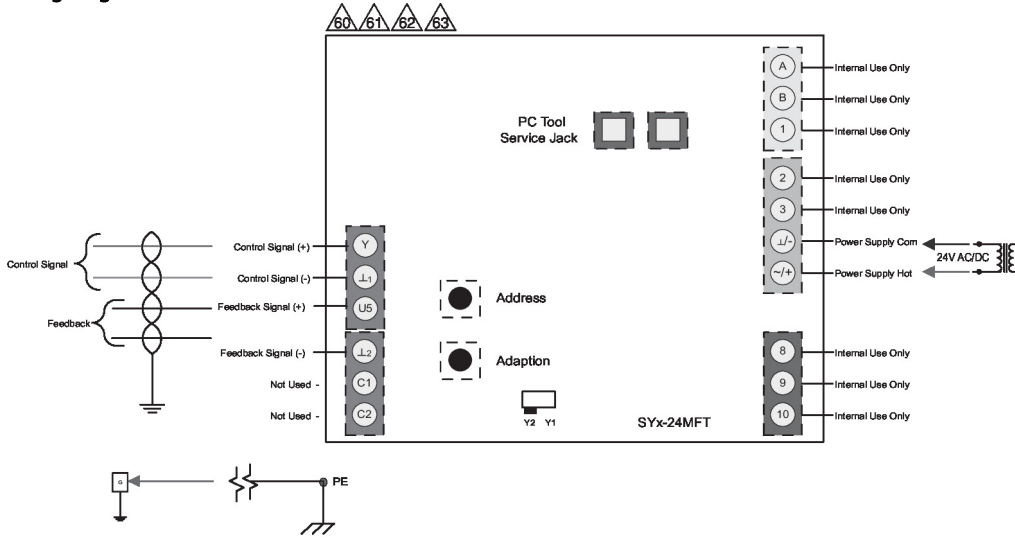 60 61 62 63
A Internal Use Only
B Internal Use Only
1 Internal Use Only
PC Tool
Service Jack
2 Internal Use Only
3 Internal Use Only
⊥/- Power Supply Com
24V AC/DC
~/+ Power Supply Hot
Control Signal
Control Signal (+) Y
Control Signal (-) ⊥1
Feedback
Feedback Signal (+) U5
Feedback Signal (-) ⊥2
Not Used - C1
Not Used - C2
Address
Adaption
Y2 Y1
SYx-24MFT
8 Internal Use Only
9 Internal Use Only
10 Internal Use Only
G
PE